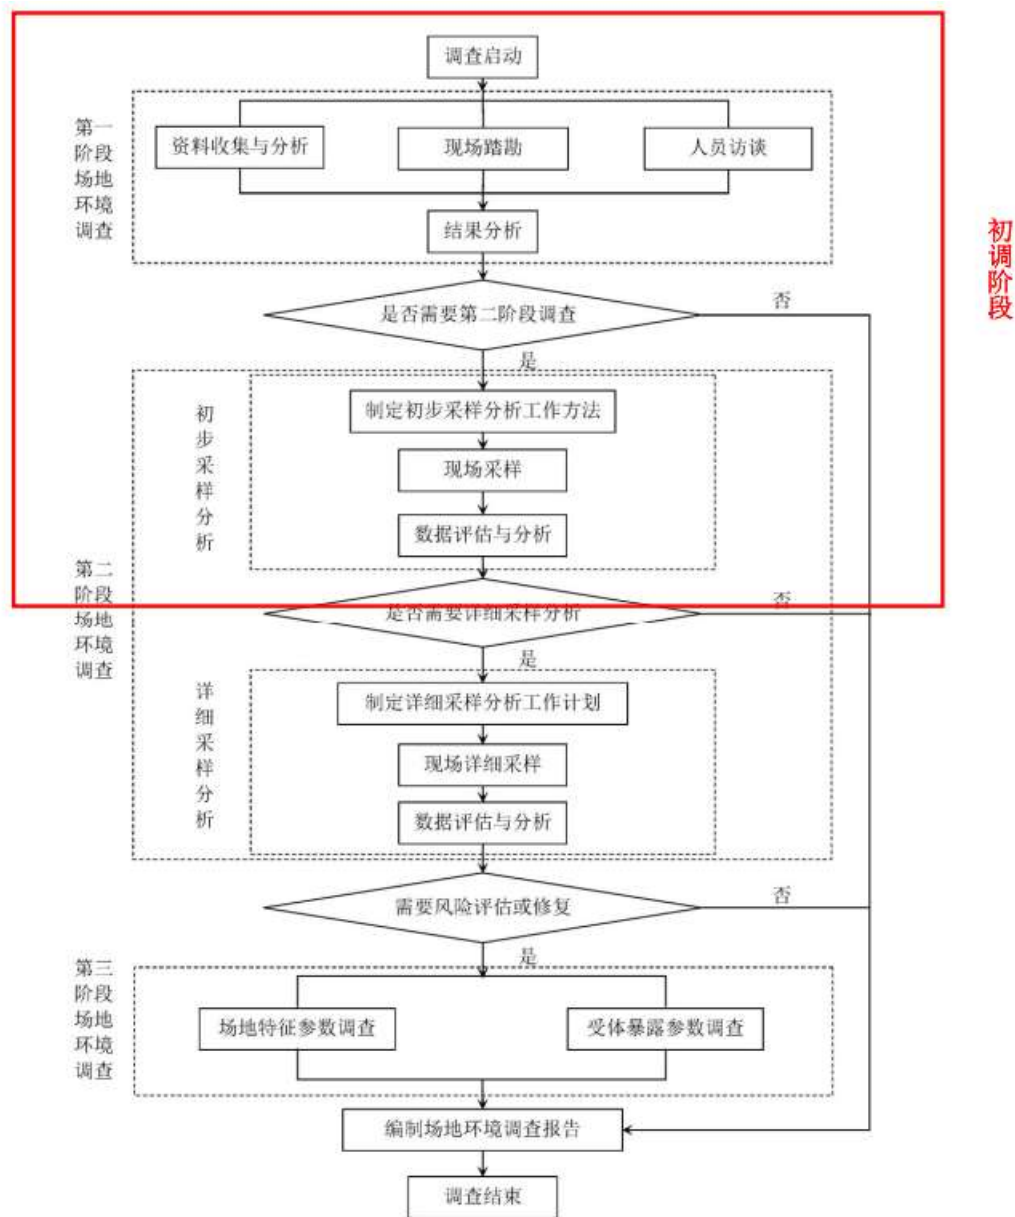 调查启动
第一
阶段
场地
环境
调查
资料收集与分析
现场踏勘
人员访谈
结果分析
初调阶段
是否需要第二阶段调查
否
是
初步采样分析
制定初步采样分析工作方法
现场采样
数据评估与分析
第二
阶段
场地
环境
调查
是否需要详细采样分析
否
是
详细采样分析
制定详细采样分析工作计划
现场详细采样
数据评估与分析
需要风险评估或修复
否
是
第三
阶段
场地
环境
调查
场地特征参数调查
受体暴露参数调查
编制场地环境调查报告
调查结束